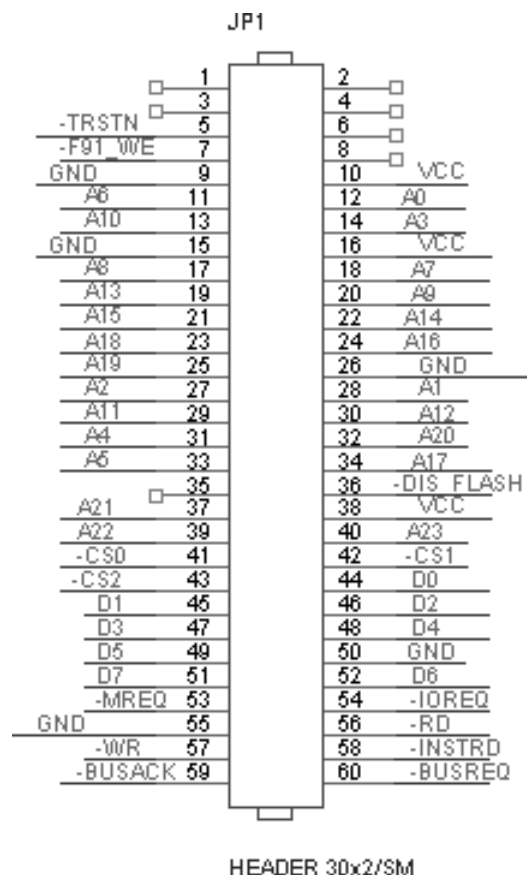 JP1
1 2
3 4
-TRSTN 5 6
-F91_WE 7 8
GND 9 10 VCC
A6 11 12 A0
A10 13 14 A3
GND 15 16 VCC
A8 17 18 A7
A13 19 20 A9
A15 21 22 A14
A18 23 24 A16
A19 25 26 GND
A2 27 28 A1
A11 29 30 A12
A4 31 32 A20
A5 33 34 A17
35 36 -DIS_FLASH
A21 37 38 VCC
A22 39 40 A23
-CS0 41 42 -CS1
-CS2 43 44 D0
D1 45 46 D2
D3 47 48 D4
D5 49 50 GND
D7 51 52 D6
-MREQ 53 54 -IOREQ
GND 55 56 -RD
-WR 57 58 -INSTRD
-BUSACK 59 60 -BUSREQ
HEADER 30x2/SM